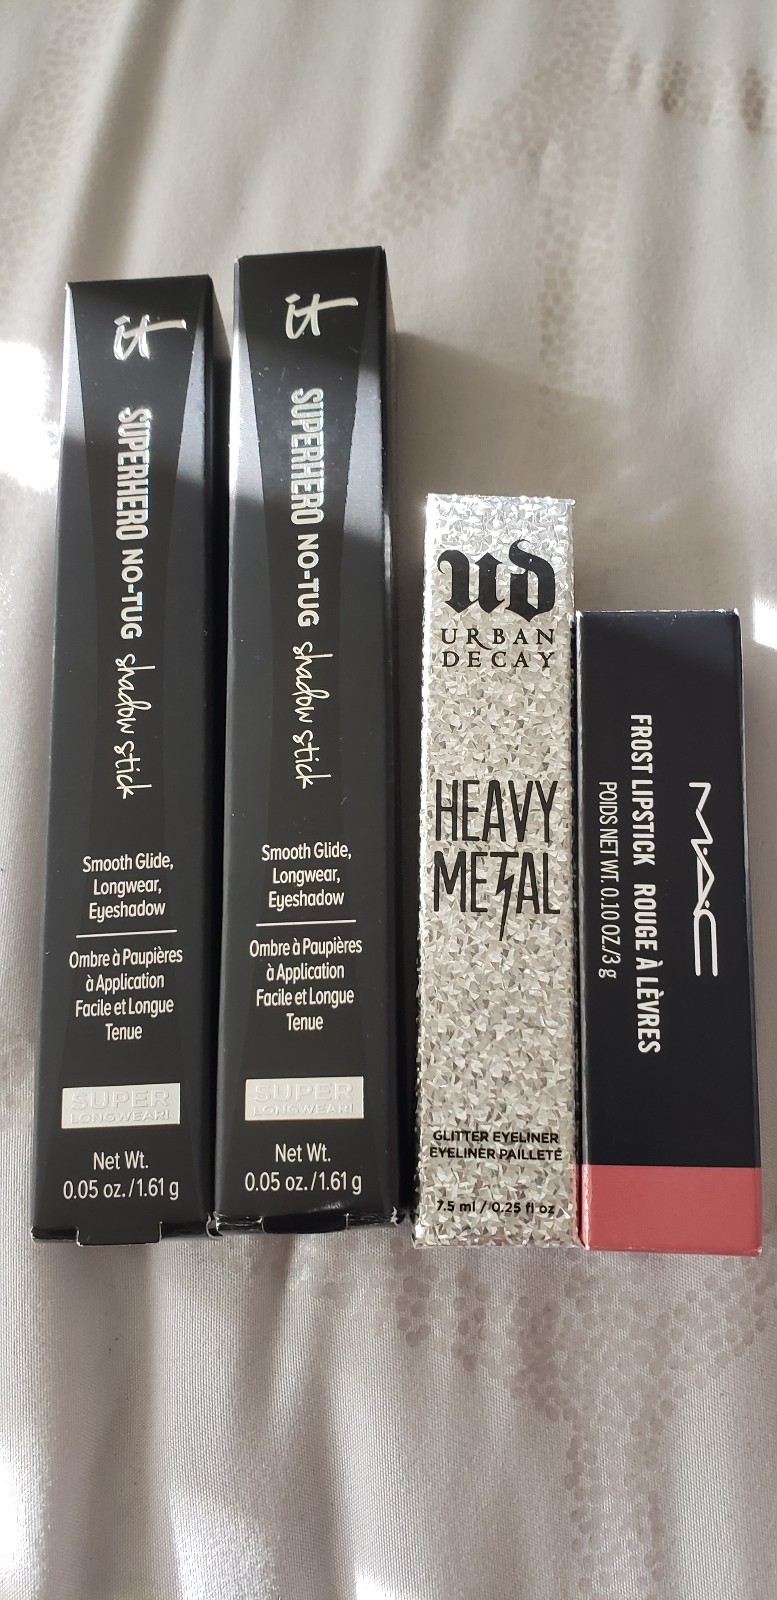 it
SUPERHERO NO-TUG shadow stick
Smooth Glide,
Longwear,
Eyeshadow
Ombre à Paupières
à Application
Facile et Longue
Tenue
SUPER
LONGWEAR!
Net Wt.
0.05 oz./1.61 g
it
SUPERHERO NO-TUG shadow stick
Smooth Glide,
Longwear,
Eyeshadow
Ombre à Paupières
à Application
Facile et Longue
Tenue
SUPER
LONGWEAR!
Net Wt.
0.05 oz./1.61 g
UD
URBAN
DECAY
HEAVY
METAL
GLITTER EYELINER
EYELINER PAILLETÉ
7.5 ml / 0.25 fl oz
M·A·C
FROST LIPSTICK ROUGE À LÈVRES
POIDS NET WT. 0.10 OZ./3 g